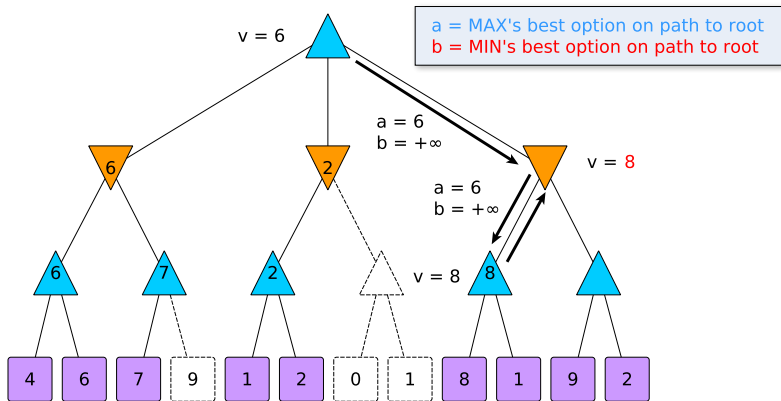 a = MAX's best option on path to root
b = MIN's best option on path to root
v = 6
a = 6
b = +∞
6
2
v = 8
a = 6
b = +∞
6
7
2
v = 8
8
4
6
7
9
1
2
0
1
8
1
9
2